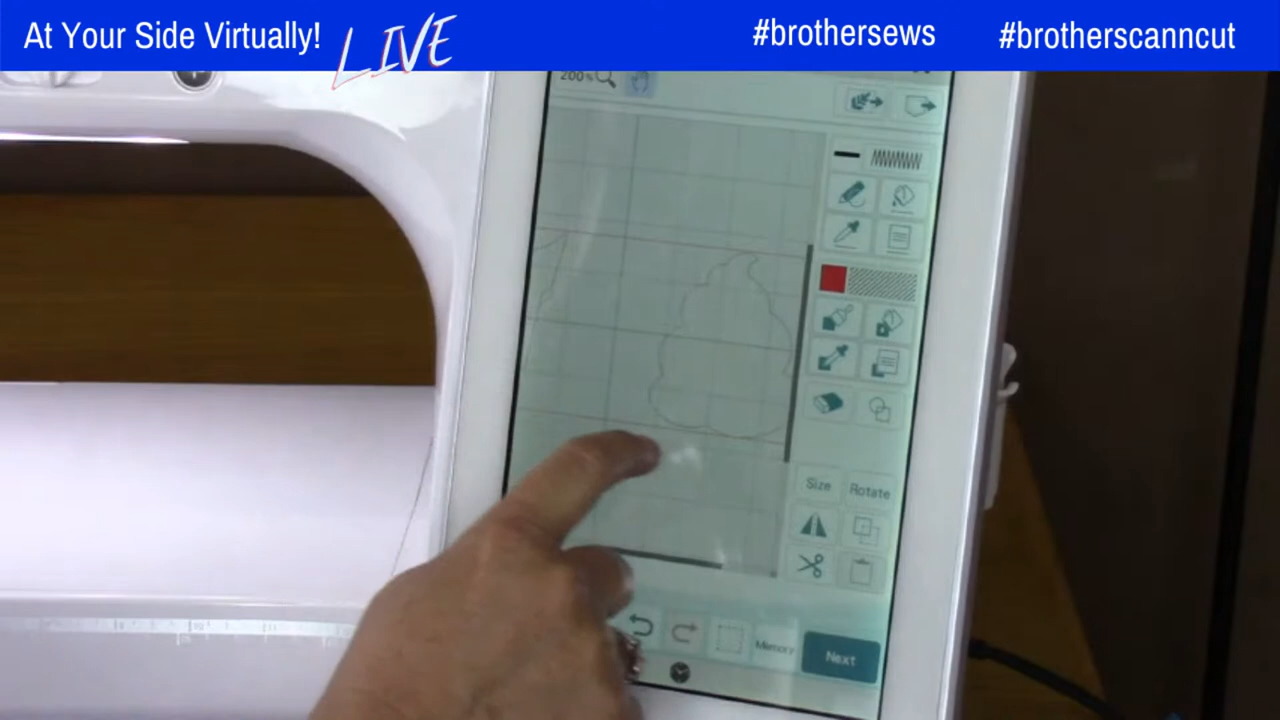 At Your Side Virtually!
LIVE
#brothersews
#brotherscanncut
200%
Size
Rotate
Memory
Next